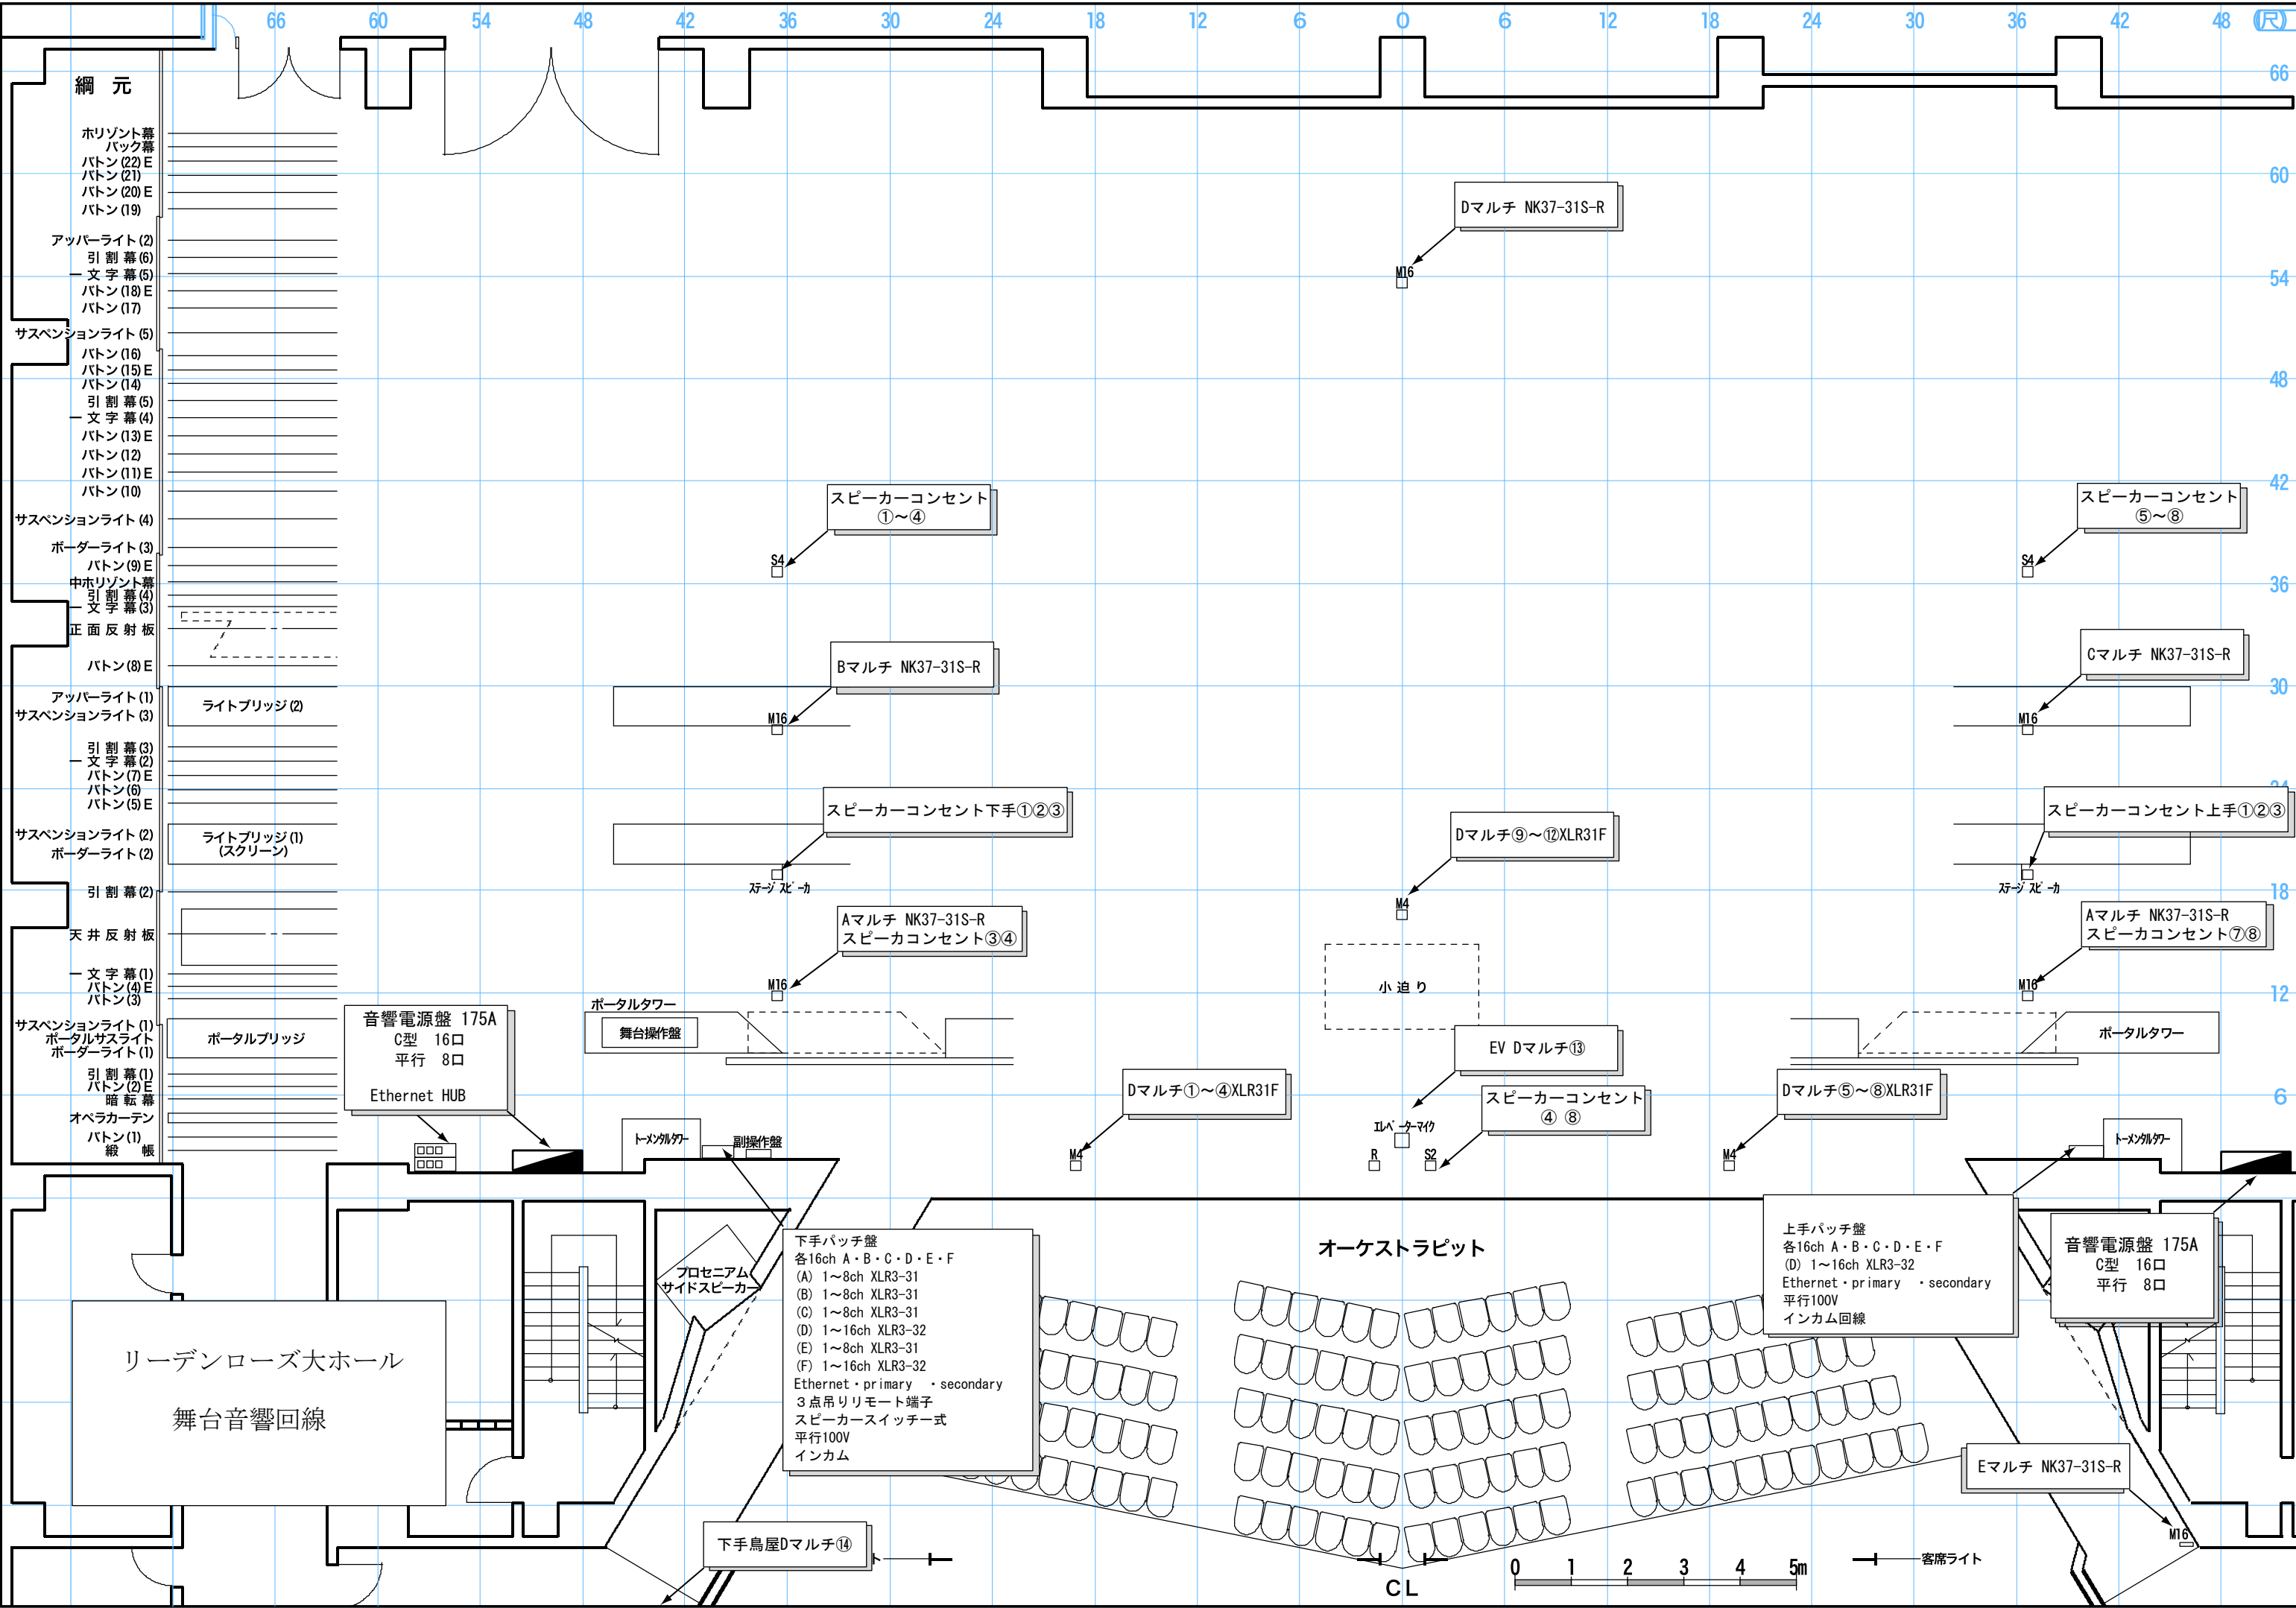 66 60 54 48 42 36 30 24 18 12 6 0 6 12 18 24 30 36 42 48 (尺)
66
60
54
48
42
36
30
24
18
12
6
綱 元
ホリゾント幕
バック幕
バトン(22)E
バトン(21)
バトン(20)E
バトン(19)
アッパーライト(2)
引割幕(6)
一文字幕(5)
バトン(18)E
バトン(17)
サスペンションライト(5)
バトン(16)
バトン(15)E
バトン(14)
引割幕(5)
一文字幕(4)
バトン(13)E
バトン(12)
バトン(11)E
バトン(10)
サスペンションライト(4)
ボーダーライト(3)
バトン(9)E
中ホリゾント幕
引割幕(4)
一文字幕(3)
正面反射板
バトン(8)E
アッパーライト(1)
サスペンションライト(3)
引割幕(3)
一文字幕(2)
バトン(7)E
バトン(6)
バトン(5)E
サスペンションライト(2)
ボーダーライト(2)
引割幕(2)
天井反射板
一文字幕(1)
バトン(4)E
バトン(3)
サスペンションライト(1)
ポータルサスライト
ボーダーライト(1)
引割幕(1)
バトン(2)E
暗転幕
オペラカーテン
バトン(1)
緞 帳
ライトブリッジ(2)
ライトブリッジ(1)
(スクリーン)
ポータルブリッジ
Dマルチ NK37-31S-R
M16
スピーカーコンセント
①～④
S4
スピーカーコンセント
⑤～⑧
S4
Bマルチ NK37-31S-R
M16
Cマルチ NK37-31S-R
M16
スピーカーコンセント下手①②③
ステージスピーカ
Dマルチ⑨～⑫XLR31F
M4
スピーカーコンセント上手①②③
ステージスピーカ
Aマルチ NK37-31S-R
スピーカコンセント③④
M16
小迫り
Aマルチ NK37-31S-R
スピーカコンセント⑦⑧
M16
音響電源盤 175A
C型 16口
平行 8口
Ethernet HUB
ポータルタワー
舞台操作盤
ポータルタワー
EV Dマルチ⑬
エレベーターマイク
Dマルチ①～④XLR31F
M4
スピーカーコンセント
④ ⑧
R
S2
Dマルチ⑤～⑧XLR31F
M4
トーメンタルタワー
副操作盤
トーメンタルタワー
プロセニアム
サイドスピーカー
下手パッチ盤
各16ch A・B・C・D・E・F
(A) 1～8ch XLR3-31
(B) 1～8ch XLR3-31
(C) 1～8ch XLR3-31
(D) 1～16ch XLR3-32
(E) 1～8ch XLR3-31
(F) 1～16ch XLR3-32
Ethernet・primary ・secondary
３点吊りリモート端子
スピーカースイッチ一式
平行100V
インカム
オーケストラピット
上手パッチ盤
各16ch A・B・C・D・E・F
(D) 1～16ch XLR3-32
Ethernet・primary ・secondary
平行100V
インカム回線
音響電源盤 175A
C型 16口
平行 8口
リーデンローズ大ホール
舞台音響回線
Eマルチ NK37-31S-R
M16
下手鳥屋Dマルチ⑭
CL
0 1 2 3 4 5m
客席ライト